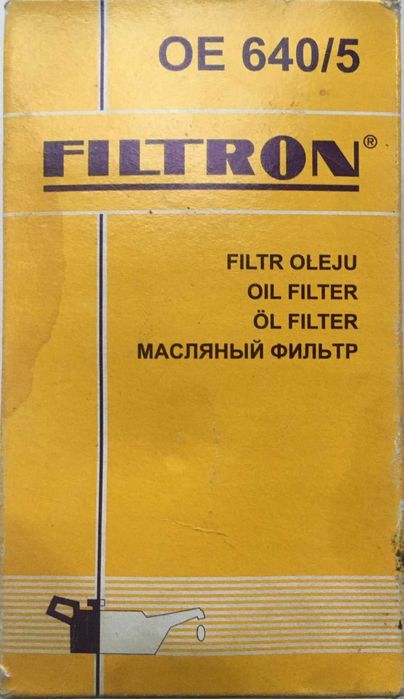 OE 640/5
FILTRON®
FILTR OLEJU
OIL FILTER
ÖL FILTER
МАСЛЯНЫЙ ФИЛЬТР